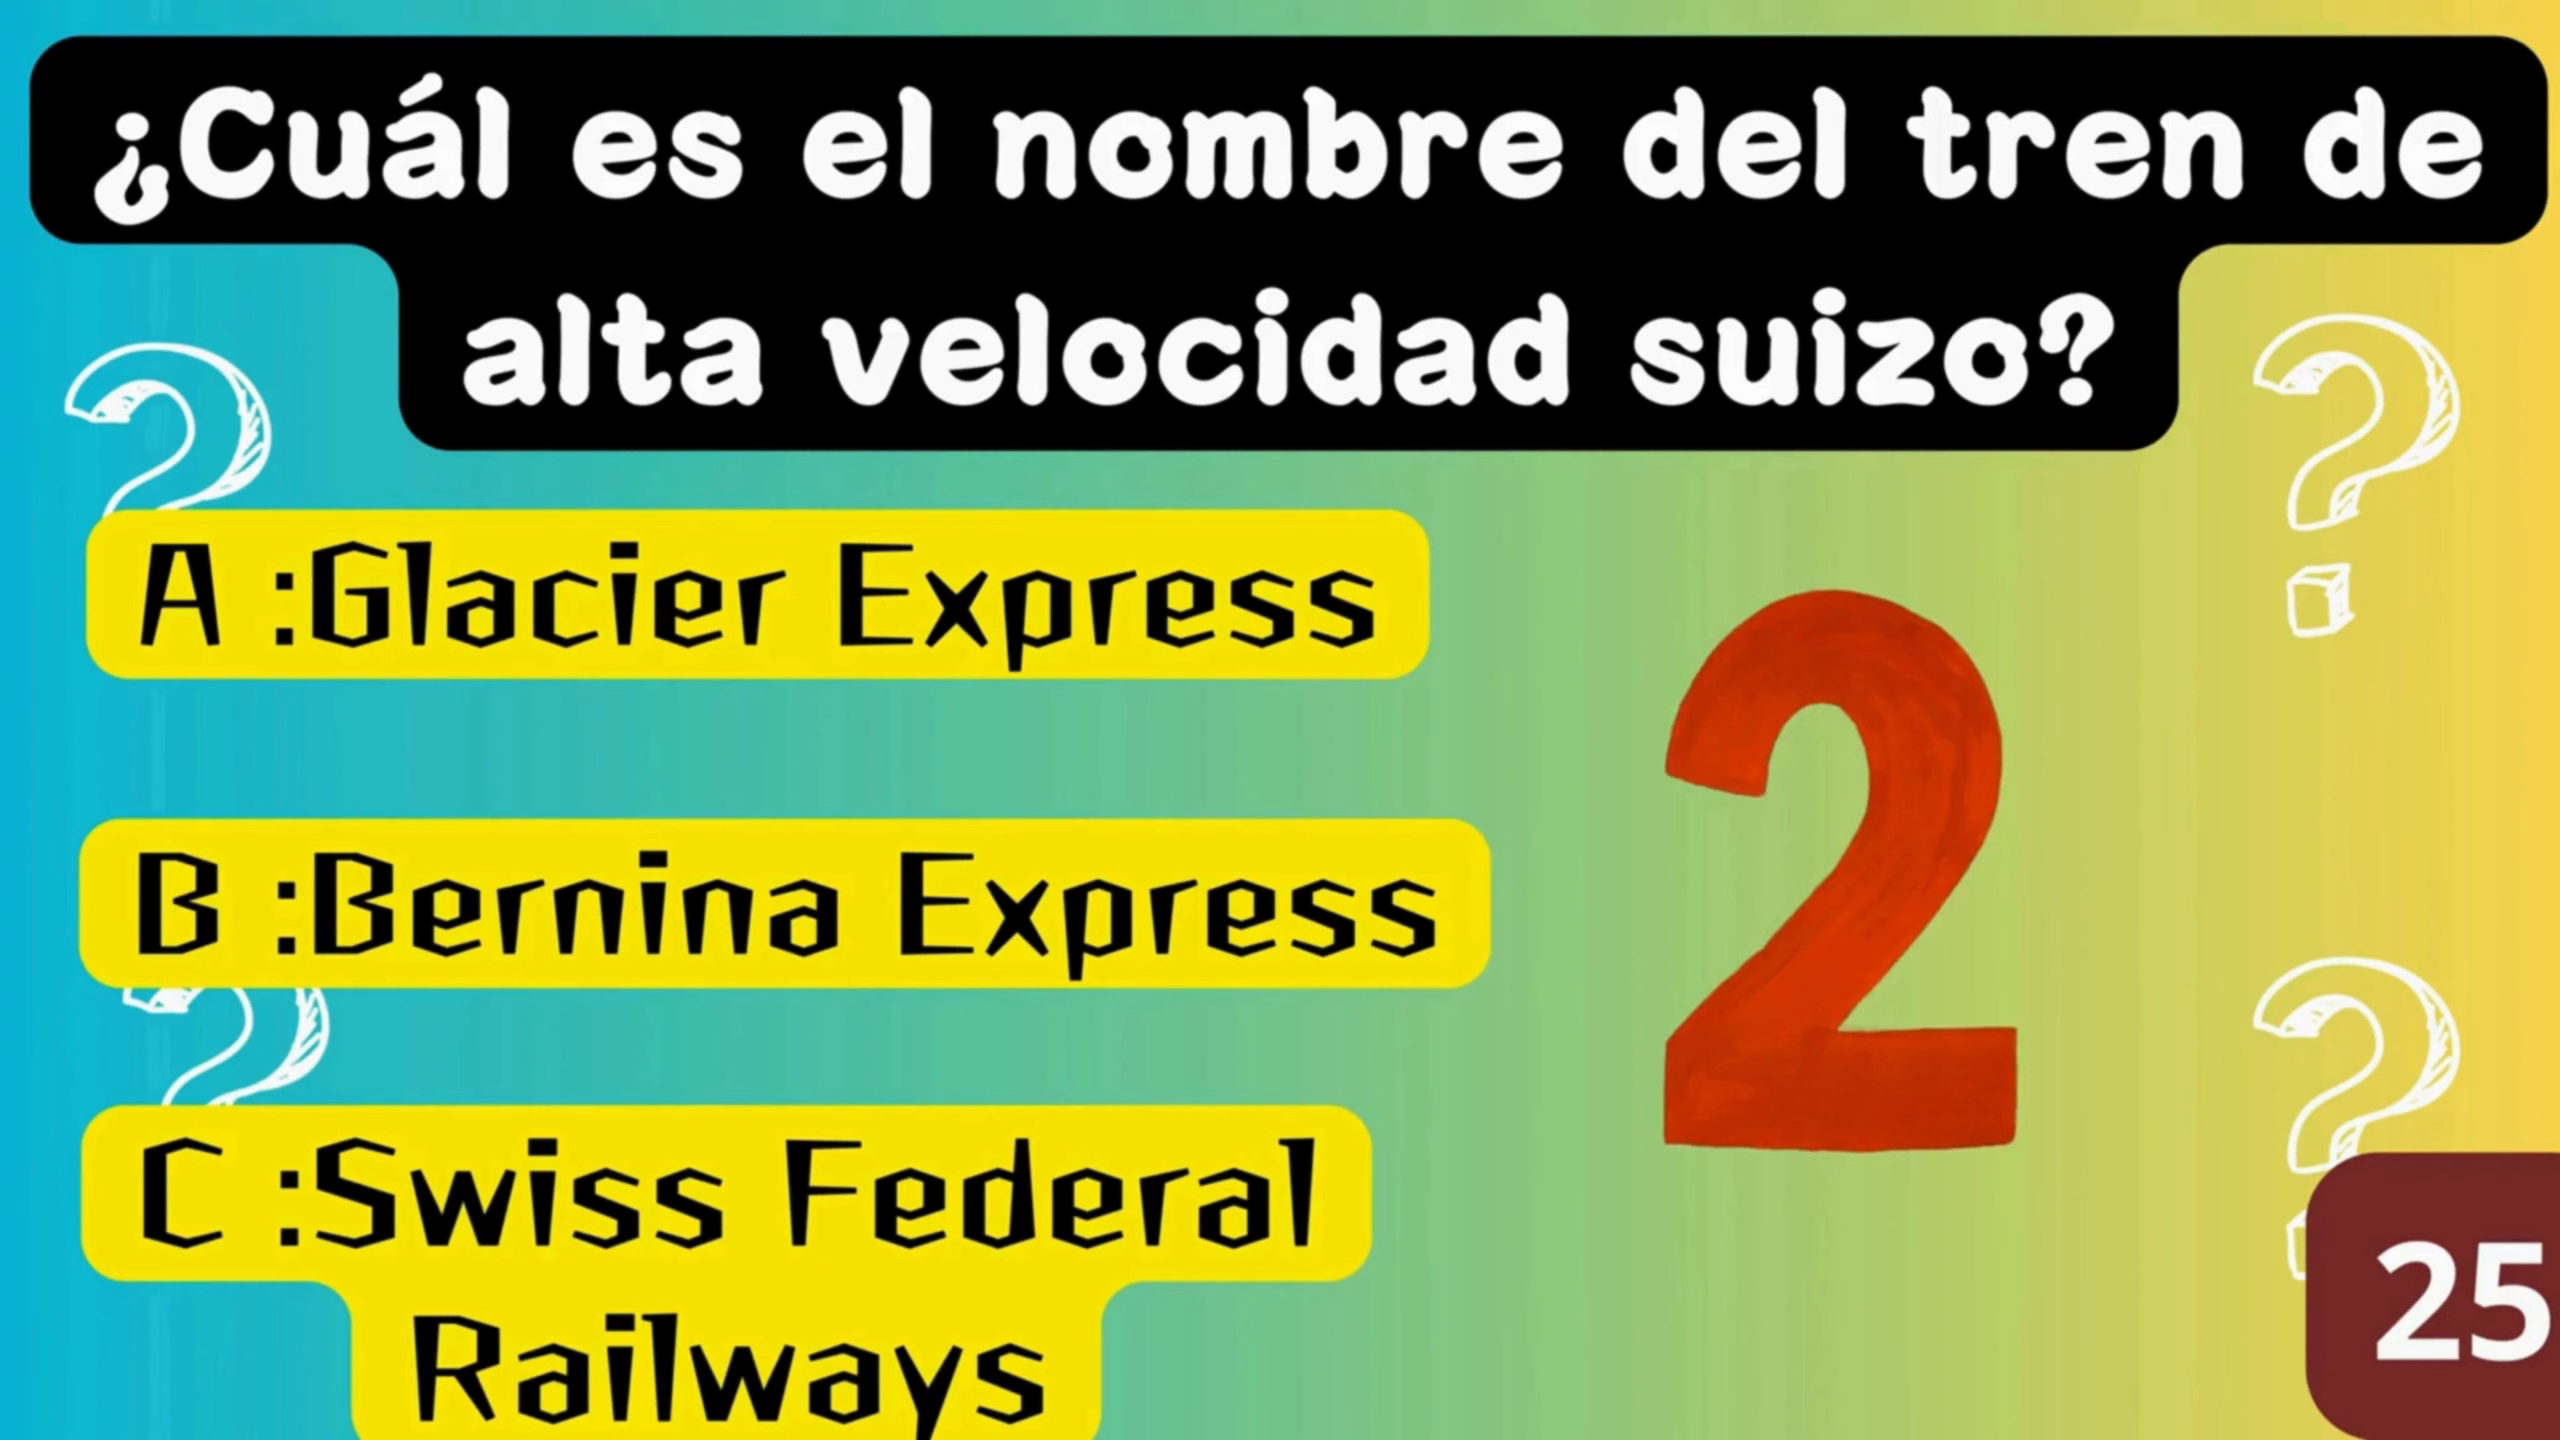 ¿Cuál es el nombre del tren de
alta velocidad suizo?
A :Glacier Express
B :Bernina Express
C :Swiss Federal
Railways
2
25